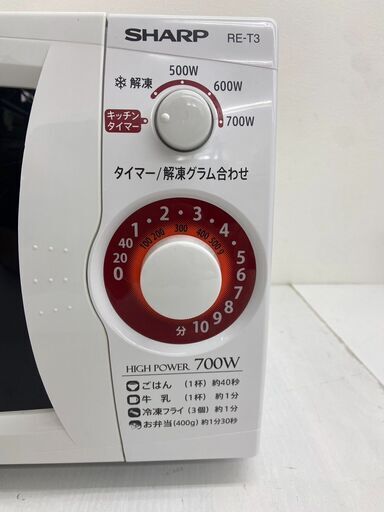 SHARP RE-T3
500W
❄解凍 600W
キッチン
タイマー 700W
タイマー/解凍グラム合わせ
0 20 40 1・2・3・4・5 6 7 8 9 10 分
100 200 300 400 500g
HIGH POWER 700W
ごはん (1杯) 約40秒
牛 乳 (1杯) 約1分
冷凍フライ (3個) 約1分
お弁当 (400g) 約1分30秒